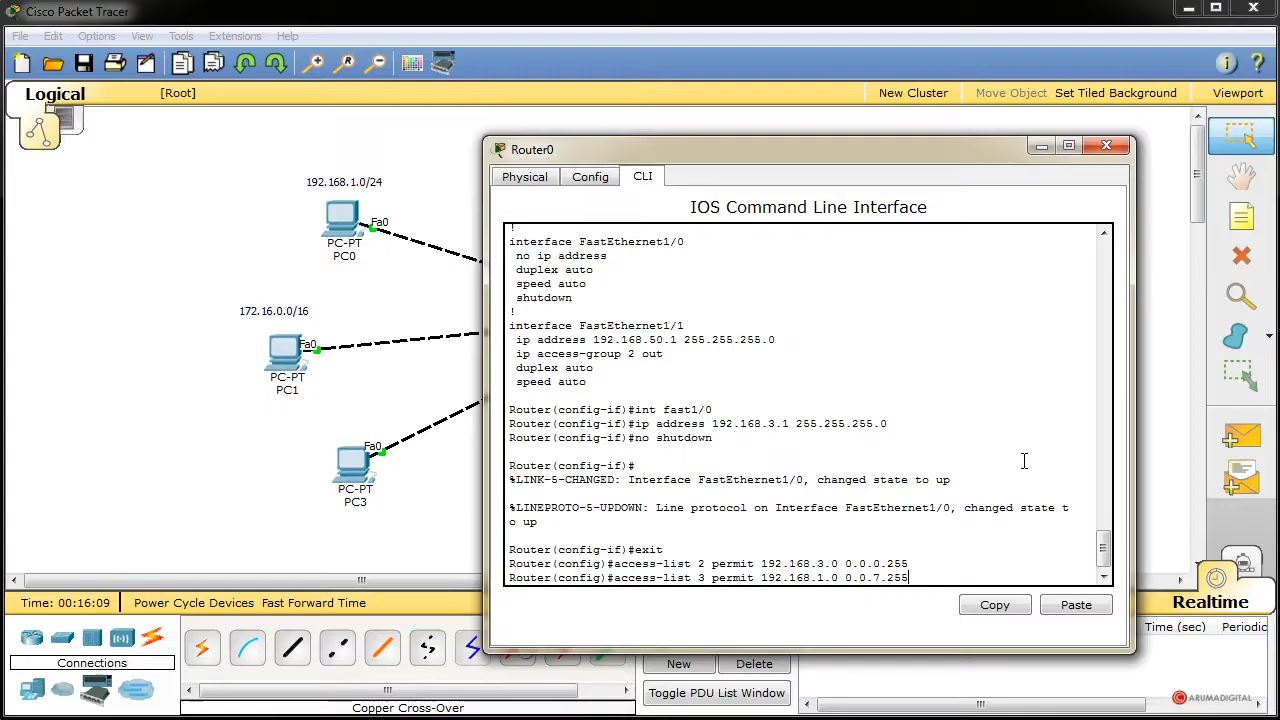 Cisco Packet Tracer
File Edit Options View Tools Extensions Help
Logical [Root] New Cluster Move Object Set Tiled Background Viewport
192.168.1.0/24
Fa0
PC-PT
PC0
172.16.0.0/16
Fa0
PC-PT
PC1
Fa0
PC-PT
PC3
Router0
Physical Config CLI
IOS Command Line Interface
!
interface FastEthernet1/0
no ip address
duplex auto
speed auto
shutdown
!
interface FastEthernet1/1
ip address 192.168.50.1 255.255.255.0
ip access-group 2 out
duplex auto
speed auto
Router(config-if)#int fast1/0
Router(config-if)#ip address 192.168.3.1 255.255.255.0
Router(config-if)#no shutdown
Router(config-if)#
%LINK-5-CHANGED: Interface FastEthernet1/0, changed state to up
%LINEPROTO-5-UPDOWN: Line protocol on Interface FastEthernet1/0, changed state t
o up
Router(config-if)#exit
Router(config)#access-list 2 permit 192.168.3.0 0.0.0.255
Router(config)#access-list 3 permit 192.168.1.0 0.0.7.255
Copy Paste
Time: 00:16:09 Power Cycle Devices Fast Forward Time Realtime
Time (sec) Periodic
Connections
New Delete
Toggle PDU List Window
Copper Cross-Over
ARUMADIGITAL